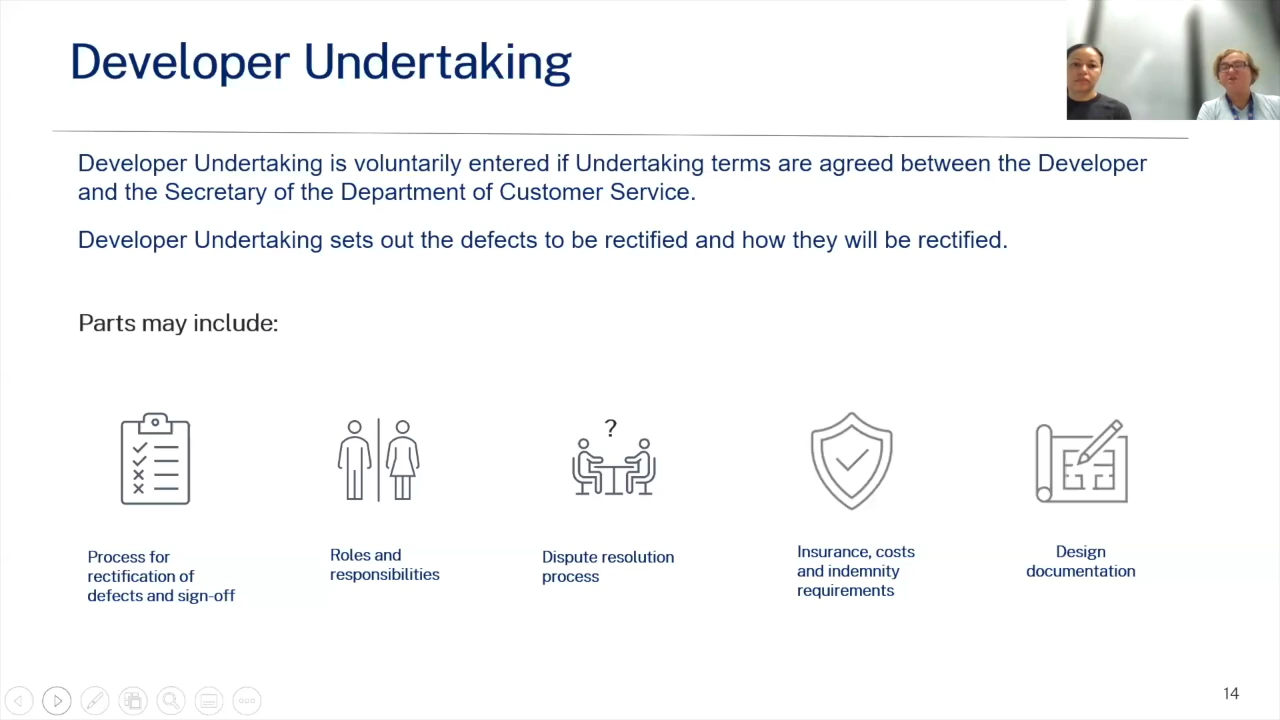 Developer Undertaking
Developer Undertaking is voluntarily entered if Undertaking terms are agreed between the Developer
and the Secretary of the Department of Customer Service.
Developer Undertaking sets out the defects to be rectified and how they will be rectified.
Parts may include:
?
Process for
rectification of
defects and sign-off
Roles and
responsibilities
Dispute resolution
process
Insurance, costs
and indemnity
requirements
Design
documentation
14